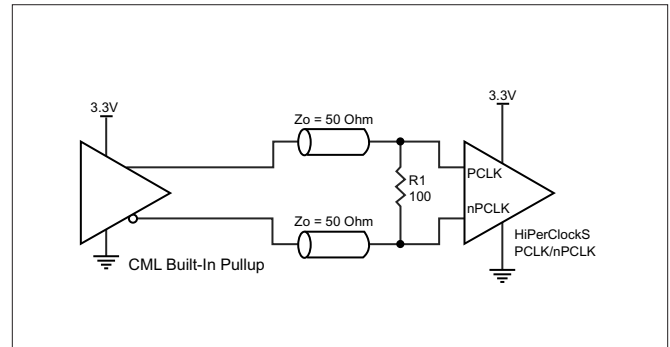 3.3V
3.3V
Zo = 50 Ohm
PCLK
R1
100
nPCLK
Zo = 50 Ohm
HiPerClockS
PCLK/nPCLK
CML Built-In Pullup